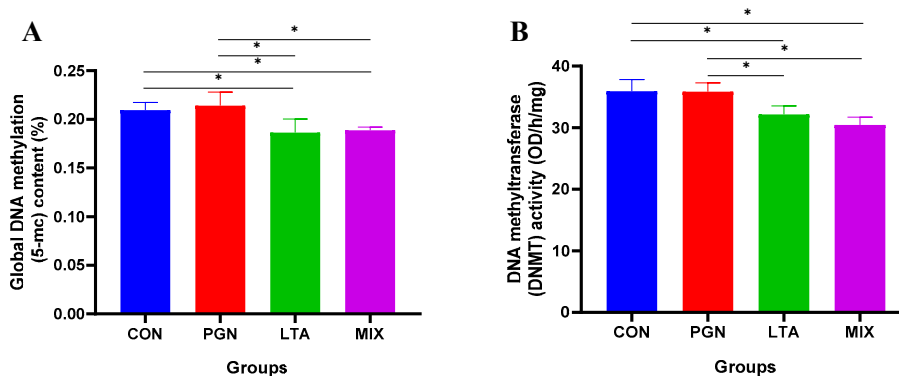 A
*
*
*
*
Global DNA methylation
(5-mc) content (%)
0.25
0.20
0.15
0.10
0.05
0.00
CON PGN LTA MIX
Groups
B
*
*
*
*
DNA methyltransferase
(DNMT) activity (OD/h/mg)
40
30
20
10
0
CON PGN LTA MIX
Groups